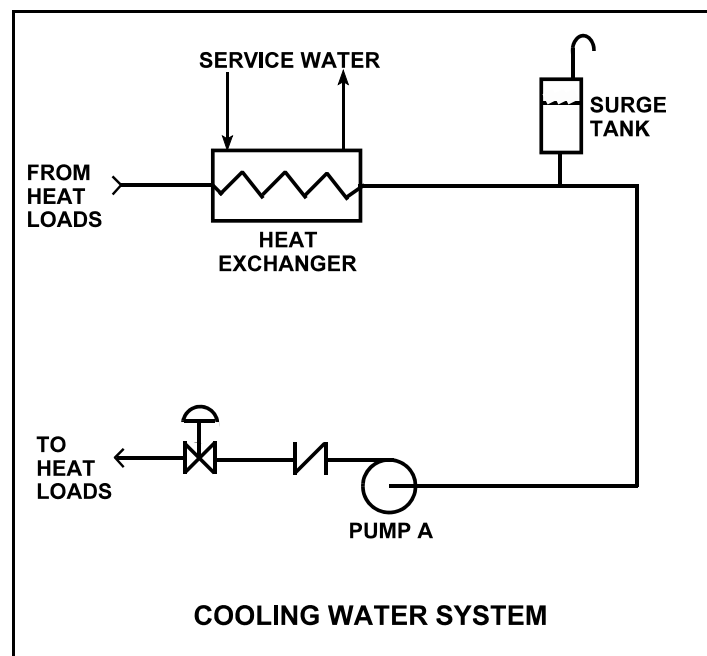 SERVICE WATER
SURGE
TANK
FROM
HEAT
LOADS
HEAT
EXCHANGER
TO
HEAT
LOADS
PUMP A
COOLING WATER SYSTEM